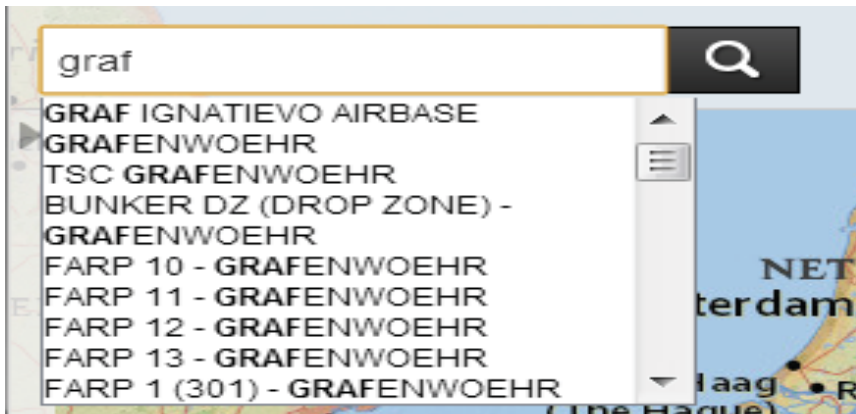 graf
GRAF IGNATIEVO AIRBASE
GRAFENWOEHR
TSC GRAFENWOEHR
BUNKER DZ (DROP ZONE) -
GRAFENWOEHR
FARP 10 - GRAFENWOEHR
FARP 11 - GRAFENWOEHR
FARP 12 - GRAFENWOEHR
FARP 13 - GRAFENWOEHR
FARP 1 (301) - GRAFENWOEHR
NET
terdam
Haag
R
(The Hague)